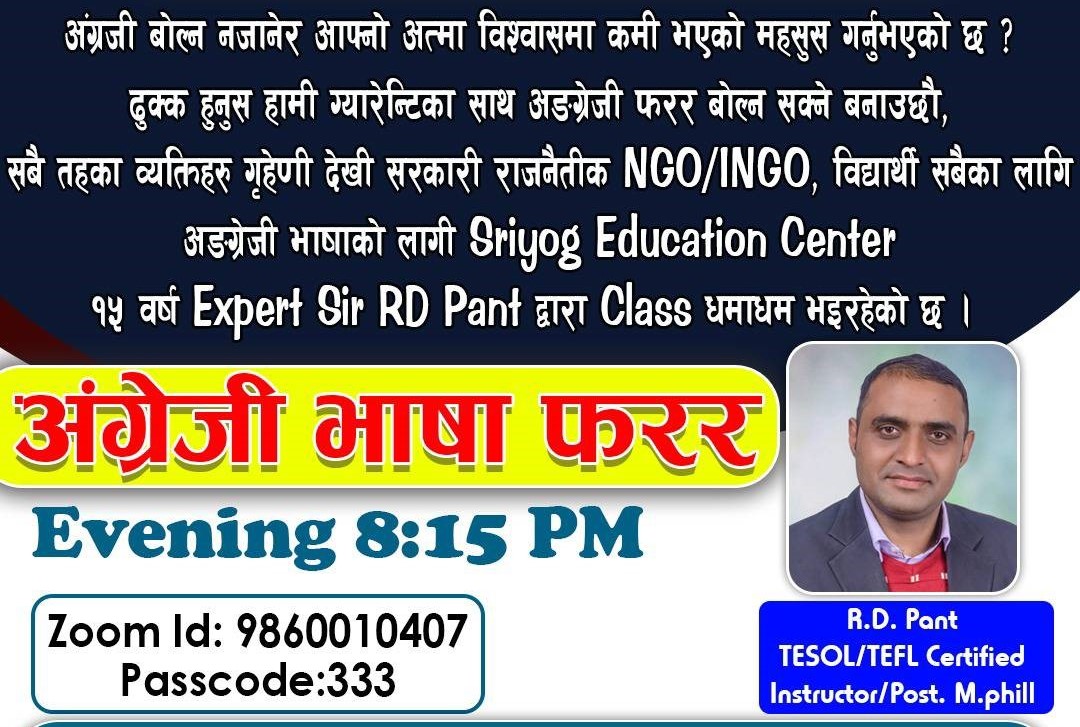 अंग्रजी बोल्न नजानेर आफ्नो अत्मा विश्वासमा कमी भएको महसुस गर्नुभएको छ ?
ढुक्क हुनुस हामी ग्यारेन्टिका साथ अङग्रेजी फरर बोल्न सक्ने बनाउछौ,
सबै तहका व्यक्तिहरु गृहेणी देखी सरकारी राजनैतीक NGO/INGO, विद्यार्थी सबैका लागि
अङग्रेजी भाषाको लागी Sriyog Education Center
१५ वर्ष Expert Sir RD Pant द्वारा Class धमाधम भइरहेको छ ।
अंग्रेजी भाषा फरर
Evening 8:15 PM
Zoom Id: 9860010407
Passcode:333
R.D. Pant
TESOL/TEFL Certified
Instructor/Post. M.phill